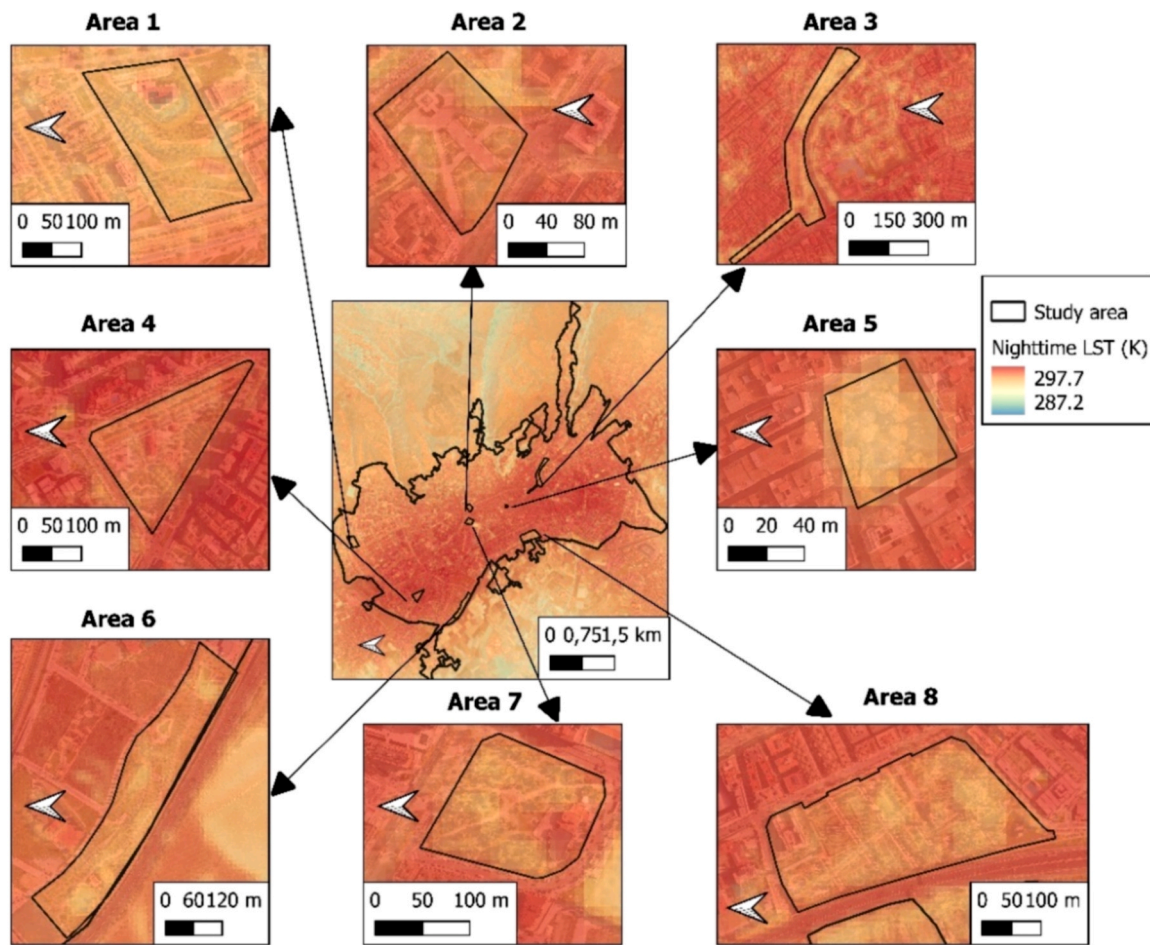 Area 1
Area 2
Area 3
0 50100 m
0 40 80 m
0 150 300 m
Area 4
Area 5
Study area
Nighttime LST (K)
297.7
287.2
0 50100 m
0 20 40 m
Area 6
0 0,751,5 km
Area 7
Area 8
0 60120 m
0 50 100 m
0 50100 m